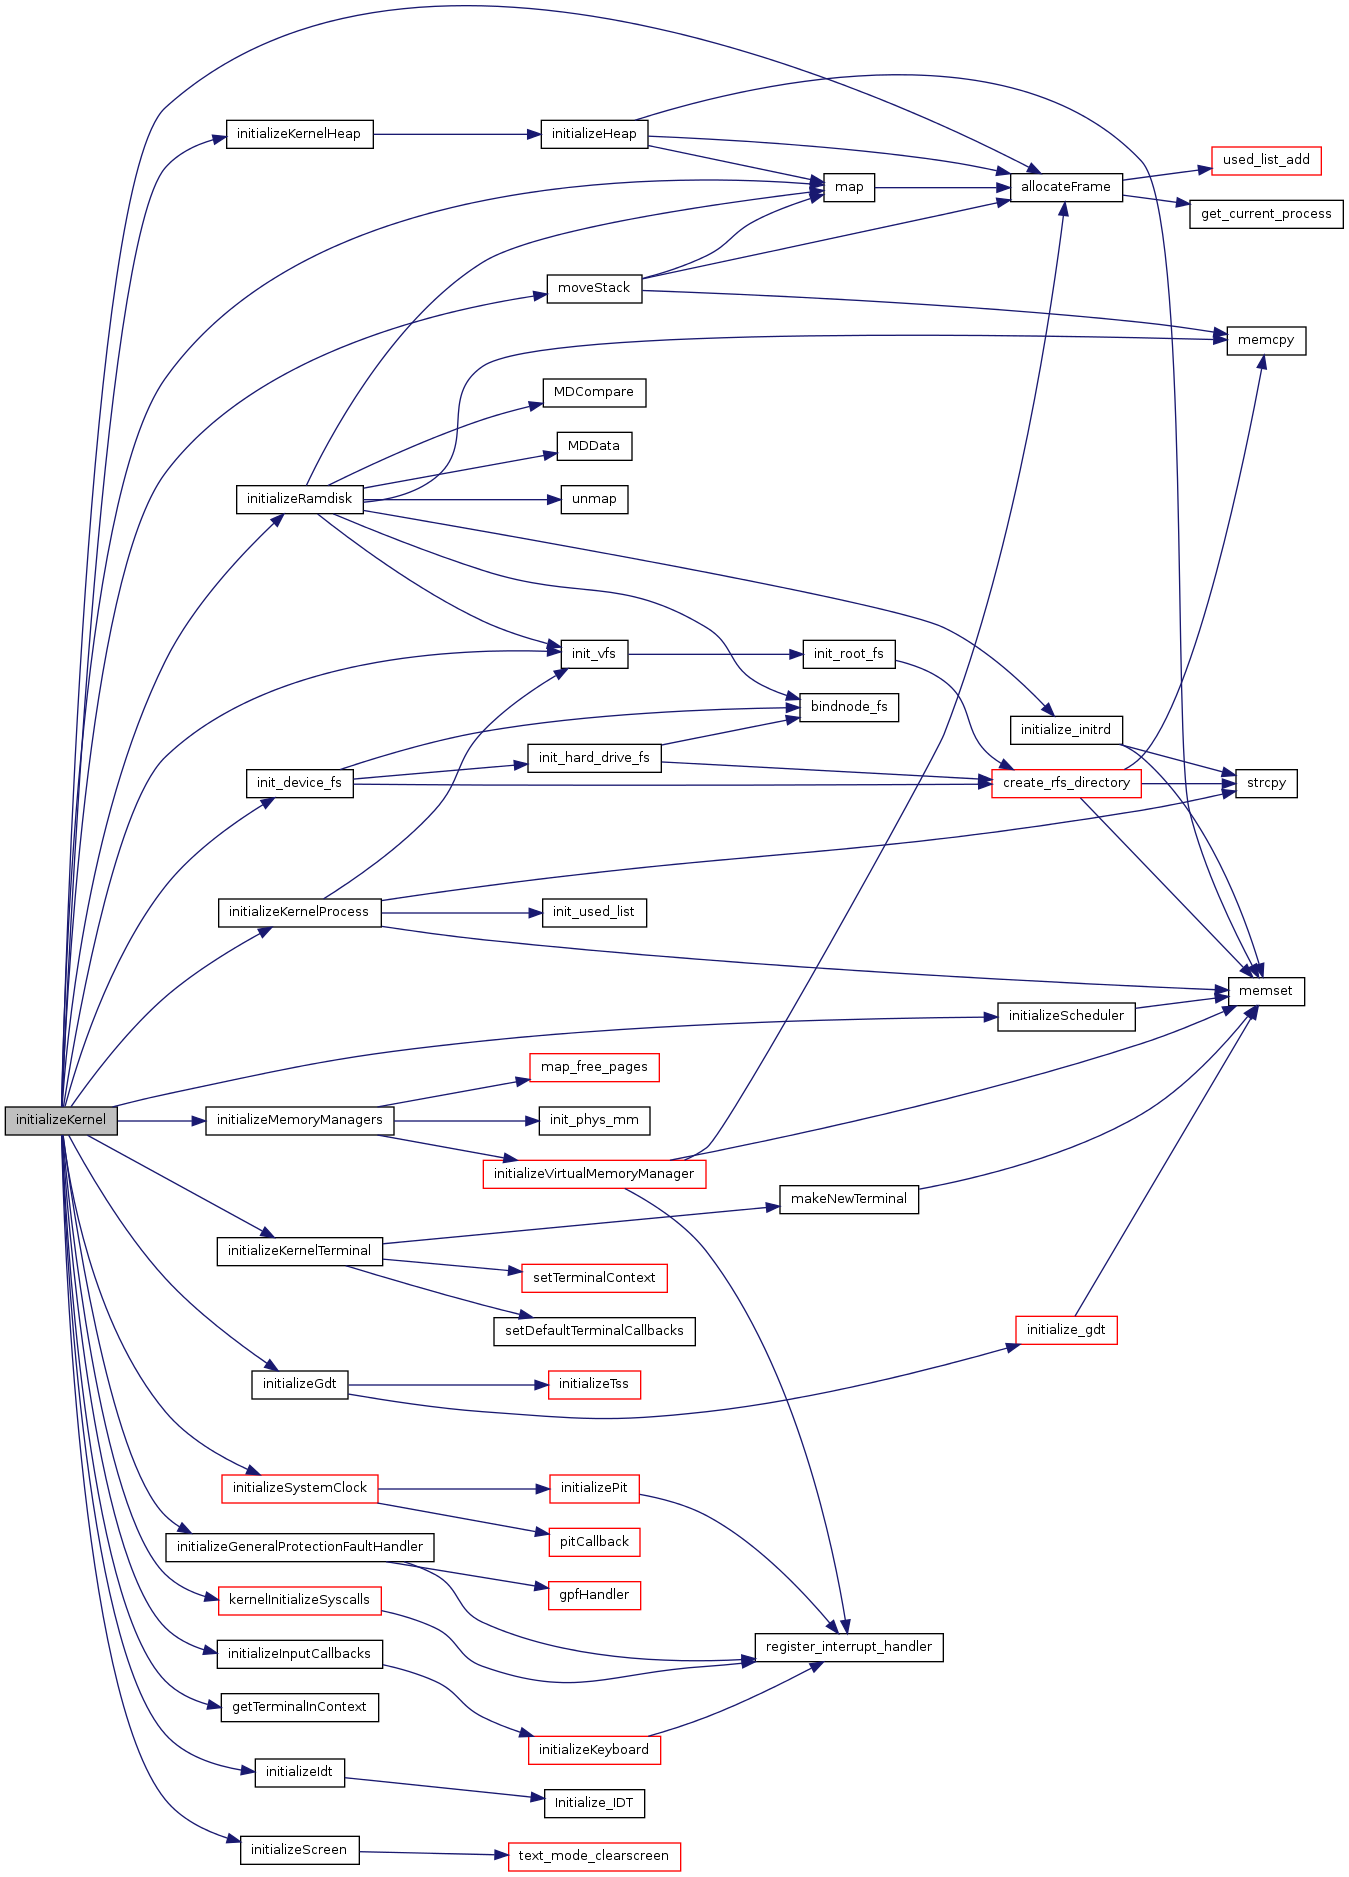 initializeKernelHeap
initializeHeap
used_list_add
map
allocateFrame
get_current_process
moveStack
memcpy
MDCompare
MDData
initializeRamdisk
unmap
init_vfs
init_root_fs
bindnode_fs
initialize_initrd
init_hard_drive_fs
init_device_fs
create_rfs_directory
strcpy
initializeKernelProcess
init_used_list
memset
initializeScheduler
map_free_pages
initializeKernel
initializeMemoryManagers
init_phys_mm
initializeVirtualMemoryManager
makeNewTerminal
initializeKernelTerminal
setTerminalContext
setDefaultTerminalCallbacks
initialize_gdt
initializeGdt
initializeTss
initializeSystemClock
initializePit
pitCallback
initializeGeneralProtectionFaultHandler
gpfHandler
kernelInitializeSyscalls
register_interrupt_handler
initializeInputCallbacks
getTerminalInContext
initializeKeyboard
initializeIdt
Initialize_IDT
initializeScreen
text_mode_clearscreen